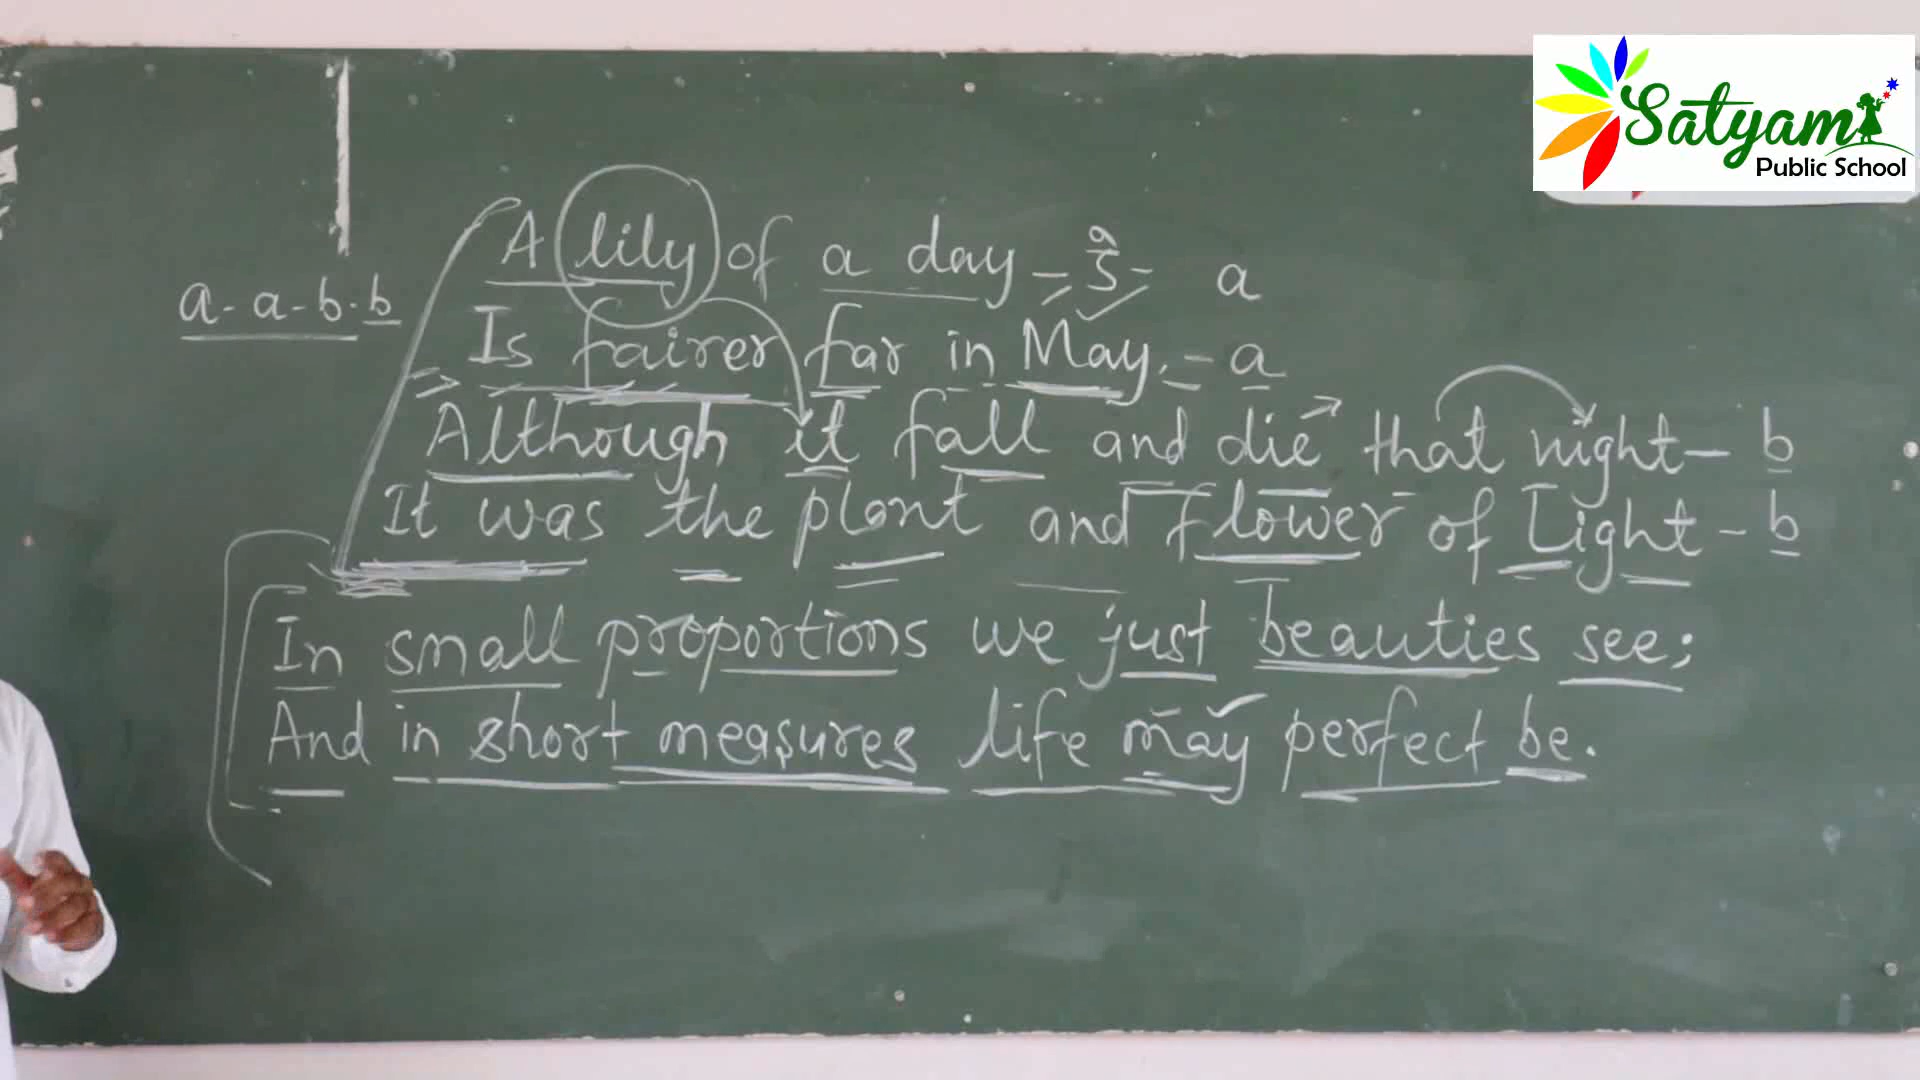 Satyam
Public School
a-a-b-b
A lily of a day - a/5 - a
Is fairer far in May. - a
Although it fall and die that night - b
It was the plant and flower of Light - b
In small proportions we just beauties see;
And in short measures life may perfect be.